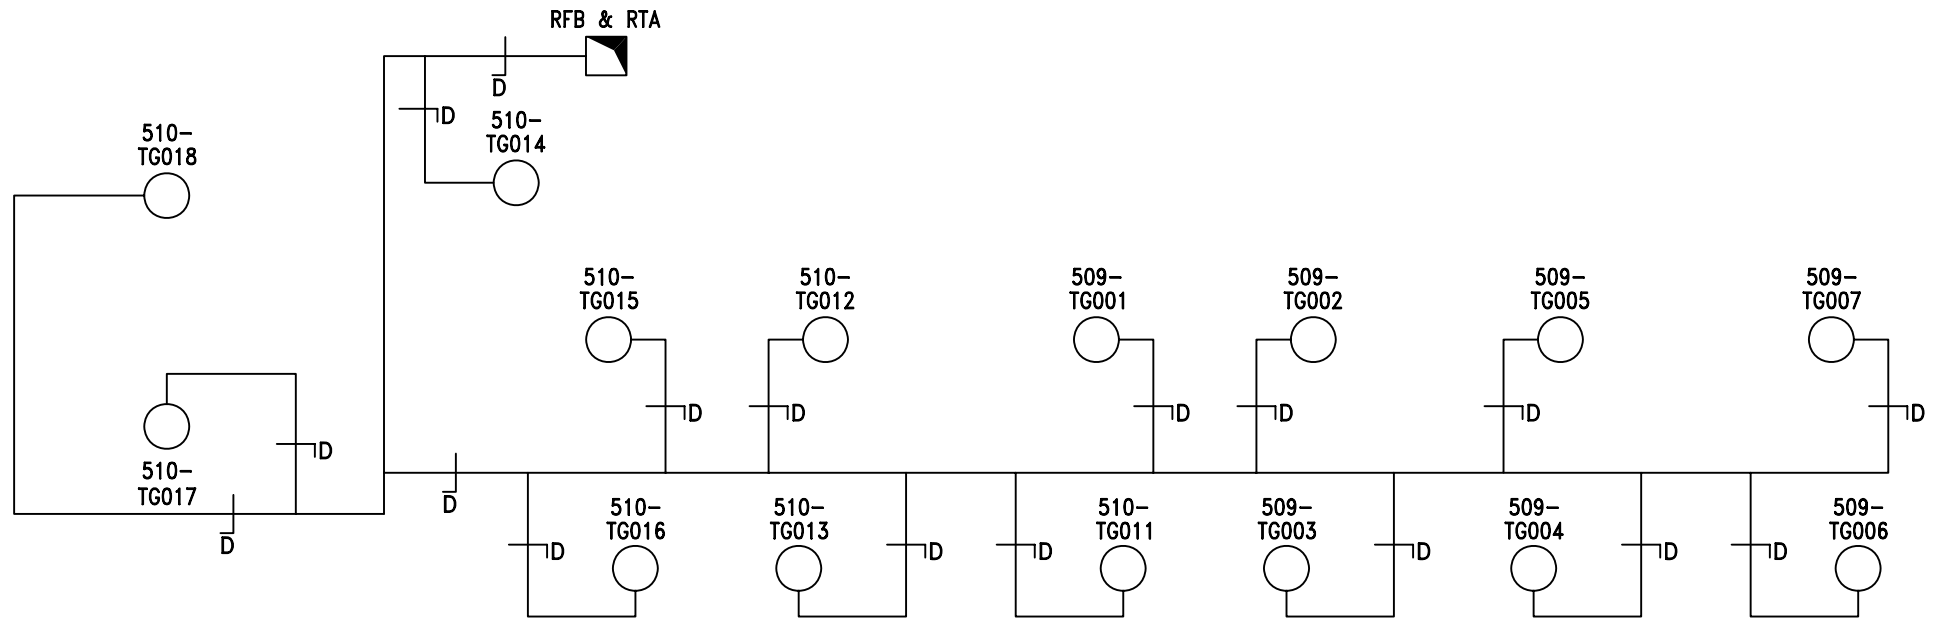 RFB & RTA
D
D
510-
TG014
510-
TG018
510-
TG015
510-
TG012
509-
TG001
509-
TG002
509-
TG005
509-
TG007
D
D
D
D
D
D
D
510-
TG017
D
D
510-
TG016
510-
TG013
510-
TG011
509-
TG003
509-
TG004
509-
TG006
D
D
D
D
D
D